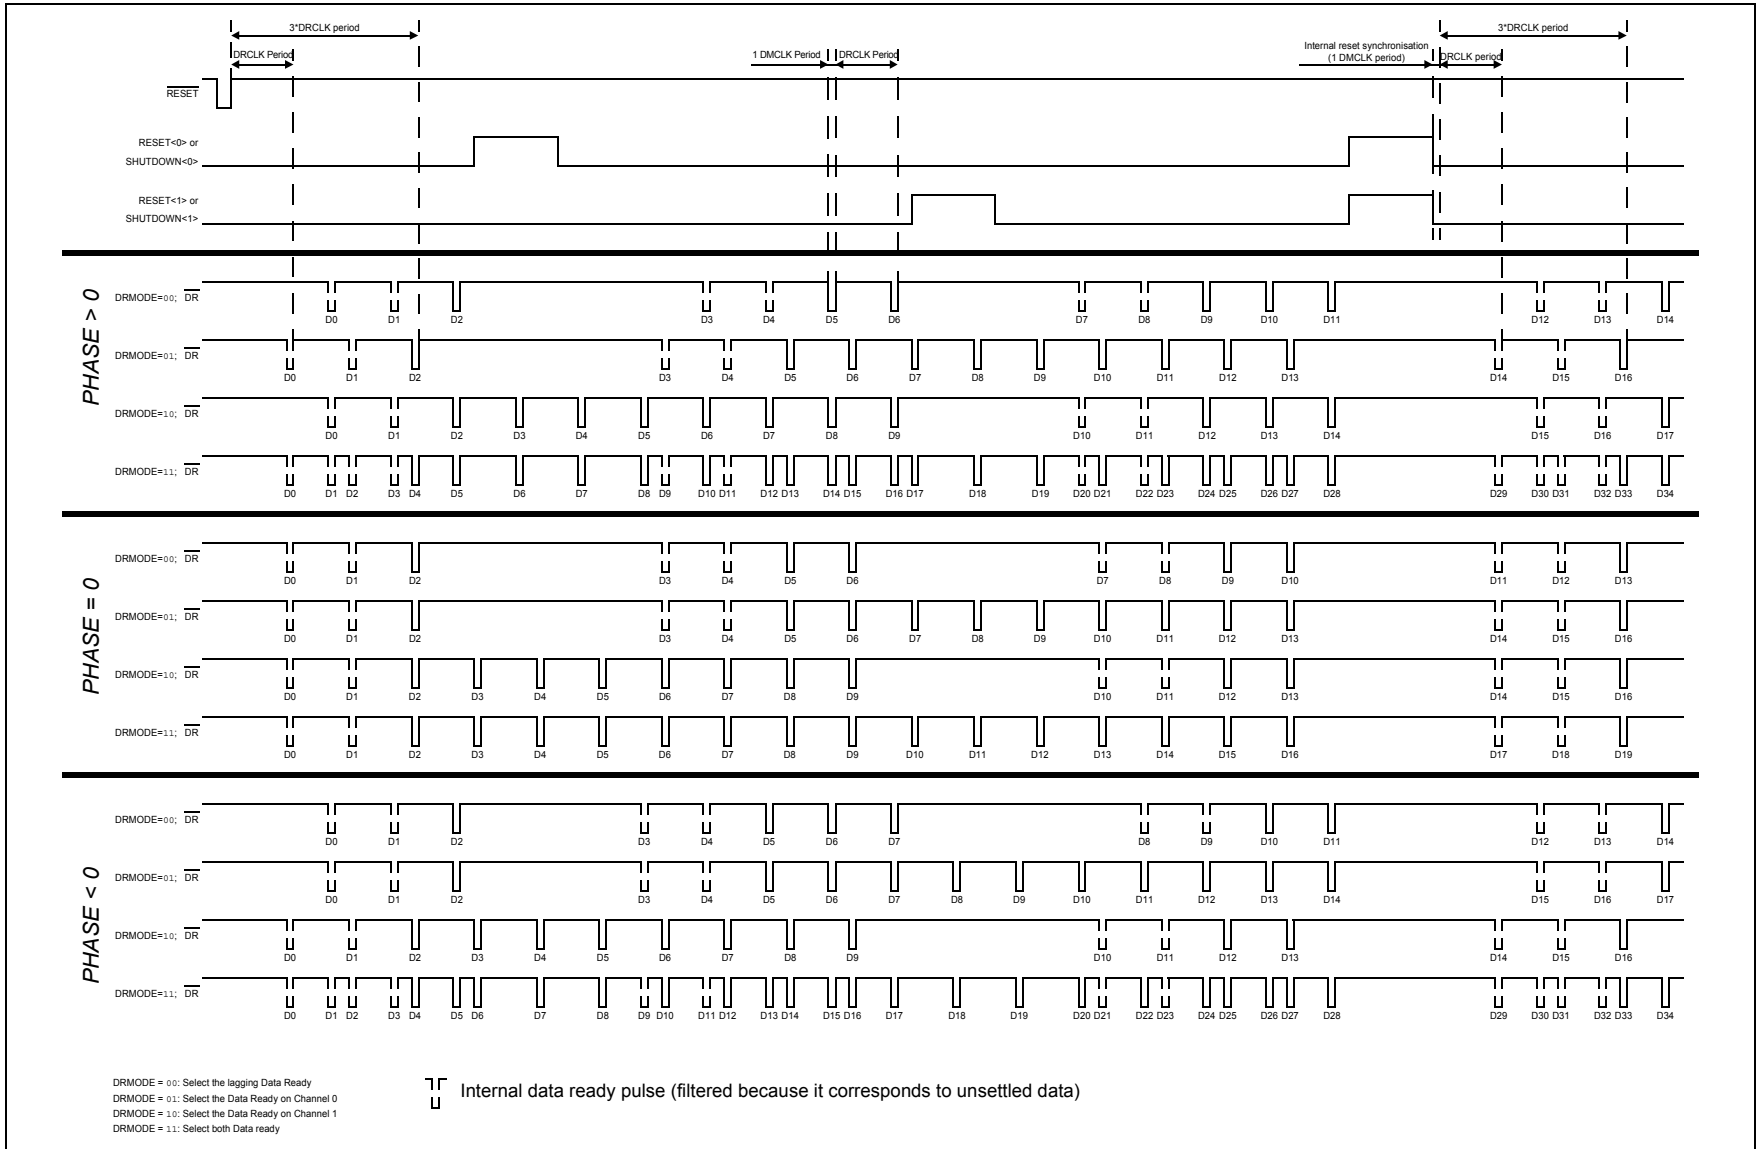 3*DRCLK period
3*DRCLK period
DRCLK Period
1 DMCLK Period
DRCLK Period
Internal reset synchronisation
(1 DMCLK period)
DRCLK period
RESET
RESET<0> or
SHUTDOWN<0>
RESET<1> or
SHUTDOWN<1>
PHASE > 0
DRMODE=00; DR
D0 D1 D2 D3 D4 D5 D6 D7 D8 D9 D10 D11 D12 D13 D14
DRMODE=01; DR
D0 D1 D2 D3 D4 D5 D6 D7 D8 D9 D10 D11 D12 D13 D14 D15 D16
DRMODE=10; DR
D0 D1 D2 D3 D4 D5 D6 D7 D8 D9 D10 D11 D12 D13 D14 D15 D16 D17
DRMODE=11; DR
D0 D1 D2 D3 D4 D5 D6 D7 D8 D9 D10 D11 D12 D13 D14 D15 D16 D17 D18 D19 D20 D21 D22 D23 D24 D25 D26 D27 D28 D29 D30 D31 D32 D33 D34
PHASE = 0
DRMODE=00; DR
D0 D1 D2 D3 D4 D5 D6 D7 D8 D9 D10 D11 D12 D13
DRMODE=01; DR
D0 D1 D2 D3 D4 D5 D6 D7 D8 D9 D10 D11 D12 D13 D14 D15 D16
DRMODE=10; DR
D0 D1 D2 D3 D4 D5 D6 D7 D8 D9 D10 D11 D12 D13 D14 D15 D16
DRMODE=11; DR
D0 D1 D2 D3 D4 D5 D6 D7 D8 D9 D10 D11 D12 D13 D14 D15 D16 D17 D18 D19
PHASE < 0
DRMODE=00; DR
D0 D1 D2 D3 D4 D5 D6 D7 D8 D9 D10 D11 D12 D13 D14
DRMODE=01; DR
D0 D1 D2 D3 D4 D5 D6 D7 D8 D9 D10 D11 D12 D13 D14 D15 D16 D17
DRMODE=10; DR
D0 D1 D2 D3 D4 D5 D6 D7 D8 D9 D10 D11 D12 D13 D14 D15 D16
DRMODE=11; DR
D0 D1 D2 D3 D4 D5 D6 D7 D8 D9 D10 D11 D12 D13 D14 D15 D16 D17 D18 D19 D20 D21 D22 D23 D24 D25 D26 D27 D28 D29 D30 D31 D32 D33 D34
DRMODE = 00: Select the lagging Data Ready
DRMODE = 01: Select the Data Ready on Channel 0
DRMODE = 10: Select the Data Ready on Channel 1
DRMODE = 11: Select both Data ready
Internal data ready pulse (filtered because it corresponds to unsettled data)